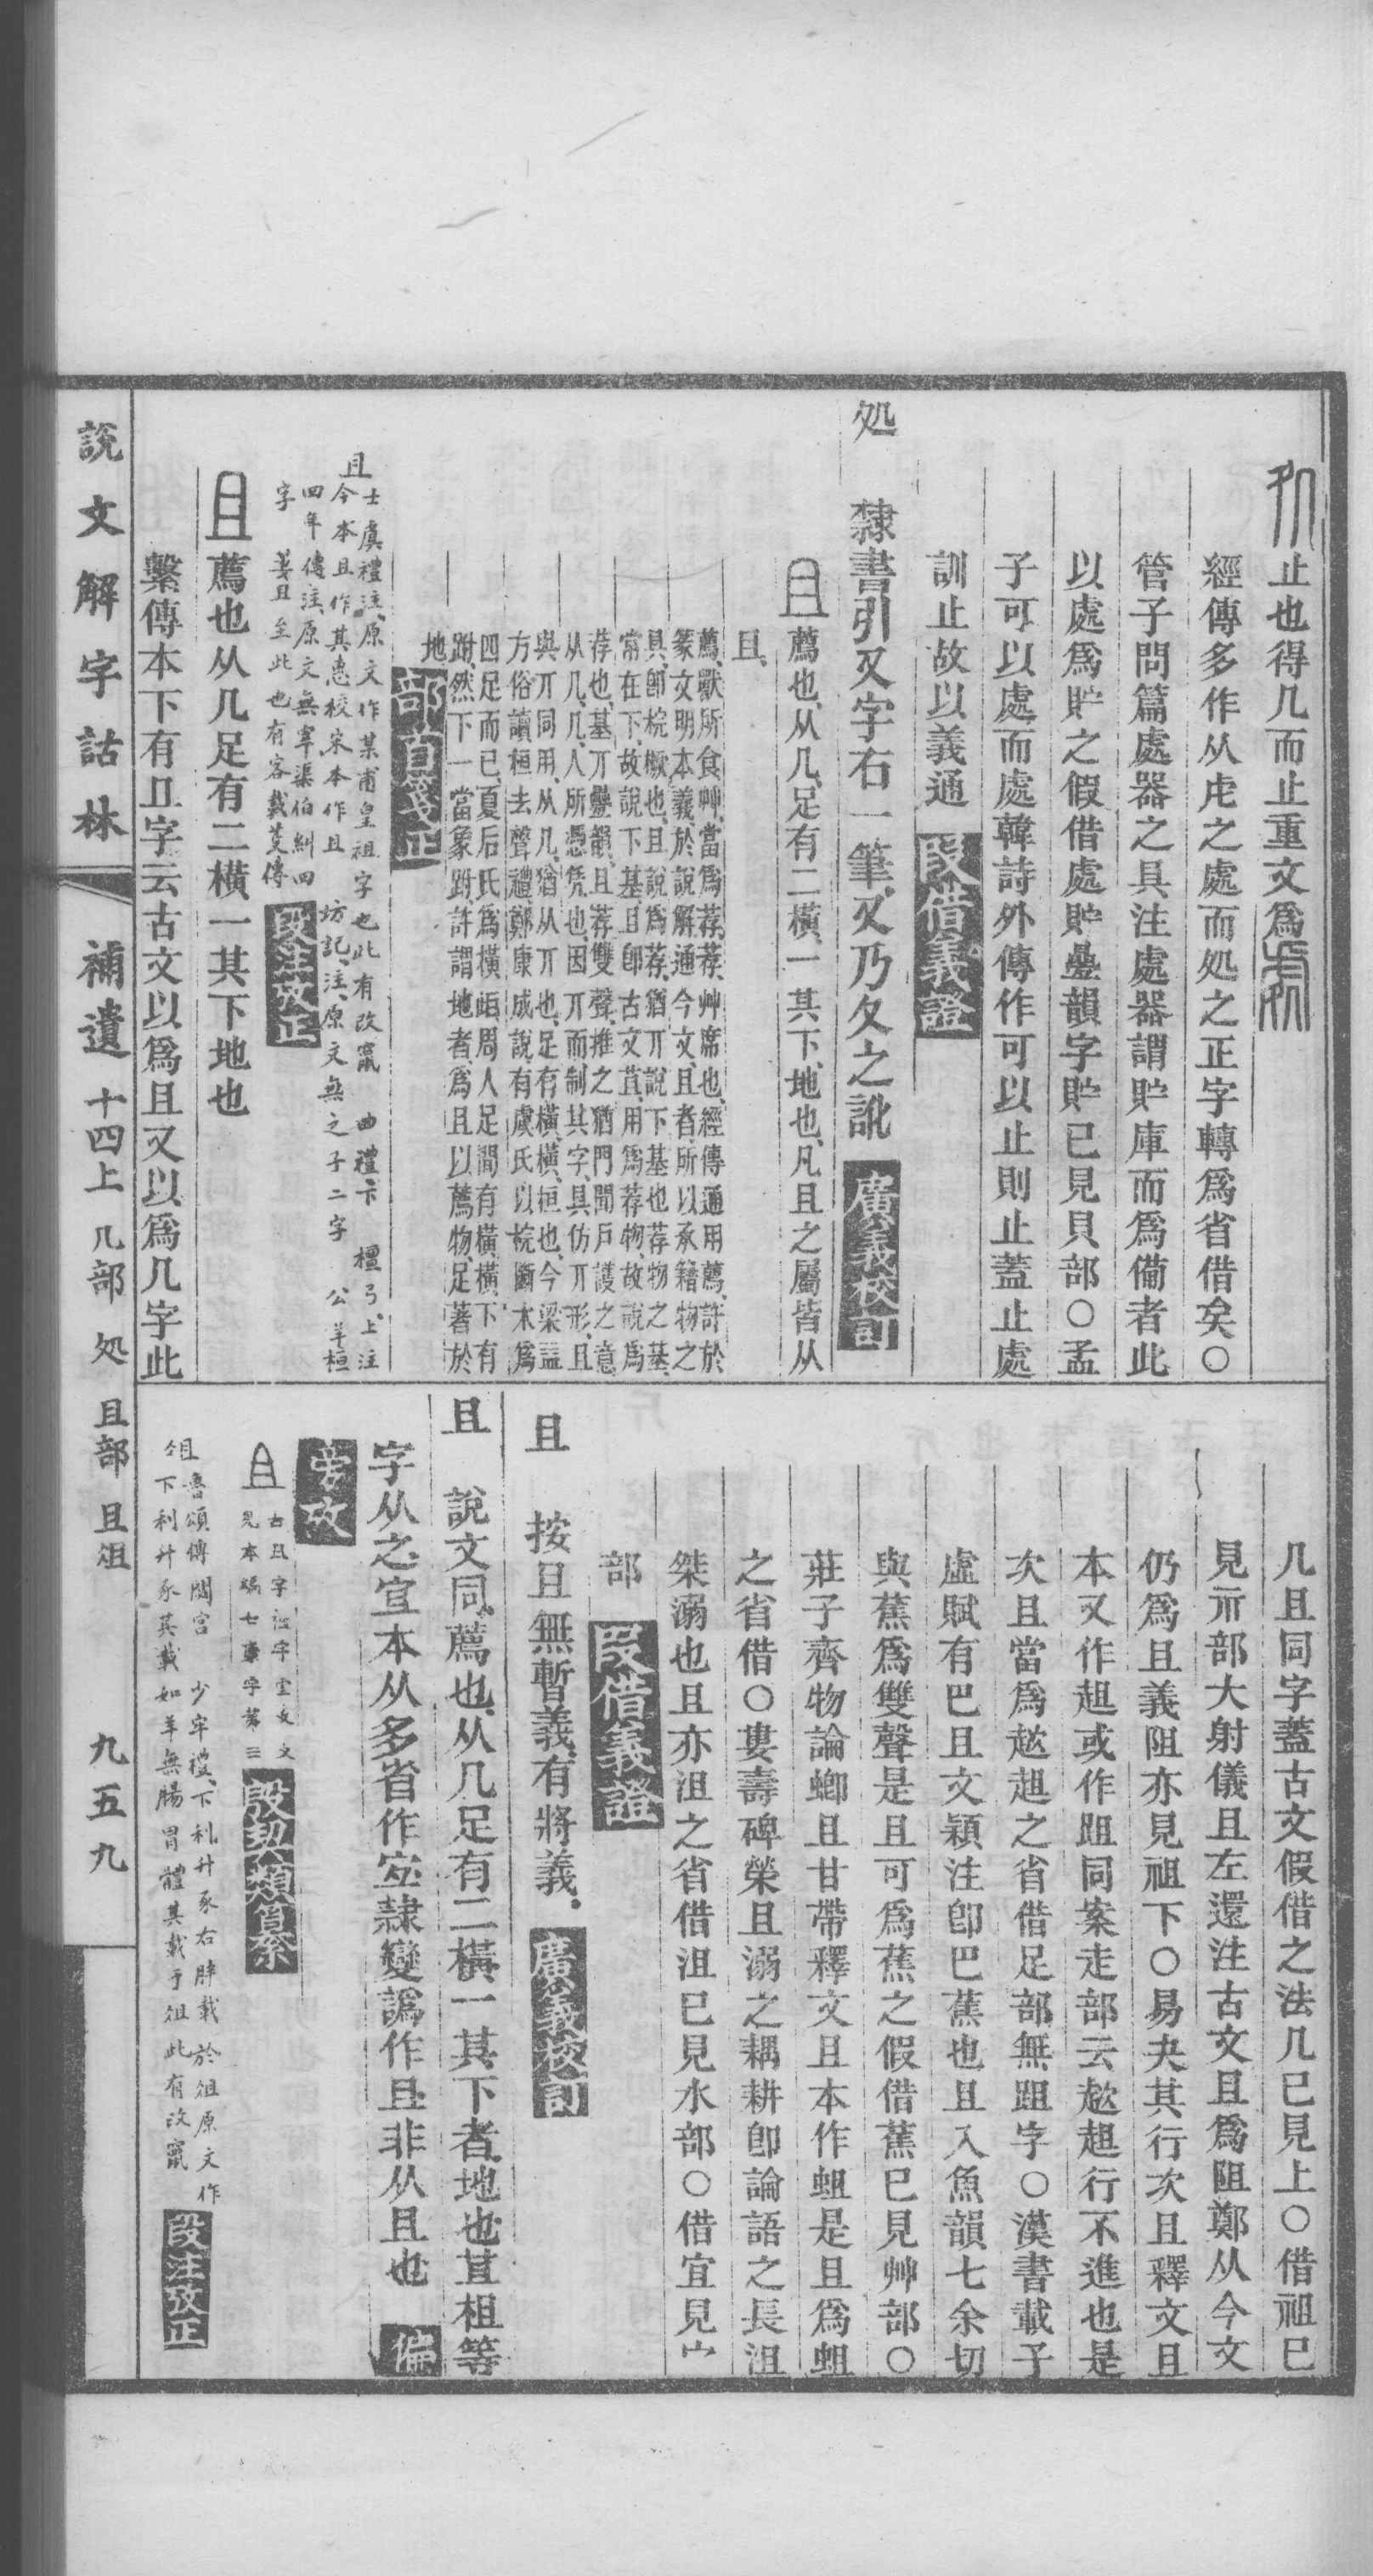 止也得几而止重文爲
經傳多作从虍之處而処之正字轉爲省借矣○
管子問篇處器之具注處器謂貯庫而爲備者此
以處爲貯之假借處貯曡韻字貯已見貝部○孟
子可以處而處韓詩外傳作可以止則止蓋止處
訓止故以義通 段借義證
処 隸書引夊字右一筆、夊乃夂之訛 廣義校訂
且 薦也、从几、足有二橫、一其下、地也、凡且之屬皆从
且、
薦、獸所食艸、當爲荐、荐、艸席也、經傳通用薦、許於
篆文明本義、於說解通今文、且者、所以承籍物之
具、卽梡橛也、且說爲荐、猶丌說下基也、荐物之基、
常在下、故說下基、且卽古文苴、用爲荐物、故說爲
荐也、基丌曡韻、且荐雙聲、推之猶門聞戶護之意
从几、几、人所憑凭也、因丌而制其字、具仿丌形、且
與丌同用、从几、猶从丌也、足有橫、橫、桓也、今梁益
方俗讀桓去聲、禮、鄭康成說、有虞氏以梡、斷木爲
四足而已、夏后氏爲橫歫、周人足間有橫、橫下有
跗、然下一當象跗、許謂地者、爲且以薦物、足著於
地 部首箋正
且 士虞禮注、原文作某甫皇祖字也此有改竄 曲禮下 檀弓上注
今本且作其惠校宋本作且 坊記注、原文無之子二字 公羊桓
四年傳注、原文無宰渠伯糾四
字 萋且至此也有客載芟傳 段注攷正
且 薦也从几足有二橫一其下地也
繫傳本下有丌字云古文以爲且又以爲几字此
几且同字蓋古文假借之法几已見上○借祖已
見示部大射儀且左還注古文且爲阻鄭从今文
仍爲且義阻亦見祖下○易夬其行次且釋文且
本又作趄或作跙同案走部云趑趄行不進也是
次且當爲趑趄之省借足部無跙字○漢書載子
虛賦有巴且文穎注卽巴蕉也且入魚韻七余切
與蕉爲雙聲是且可爲蕉之假借蕉已見艸部○
莊子齊物論蝍且甘帶釋文且本作蛆是且爲蛆
之省借○婁壽碑榮且溺之耦耕卽論語之長沮
桀溺也且亦沮之省借沮已見水部○借宜見宀
部 段借義證
且 按且無暫義、有將義、 廣義校訂
且 說文同、薦也、从几足有二橫一其下者、地也、苴祖等
字从之、宜本从多省作宐隸變譌作且非从且也 偏
旁攷
且 古且字祖字重文文
見本編七事字第三 殷契類纂
俎 魯頌傳閟宮 少牢禮下利升豕右胖載於俎原文作
下利升豕其載如羊無腸胃體其載于俎此有改竄 段注攷正
說文解字詁林 補遺 十四上 几部 処 且部 且俎 九五九